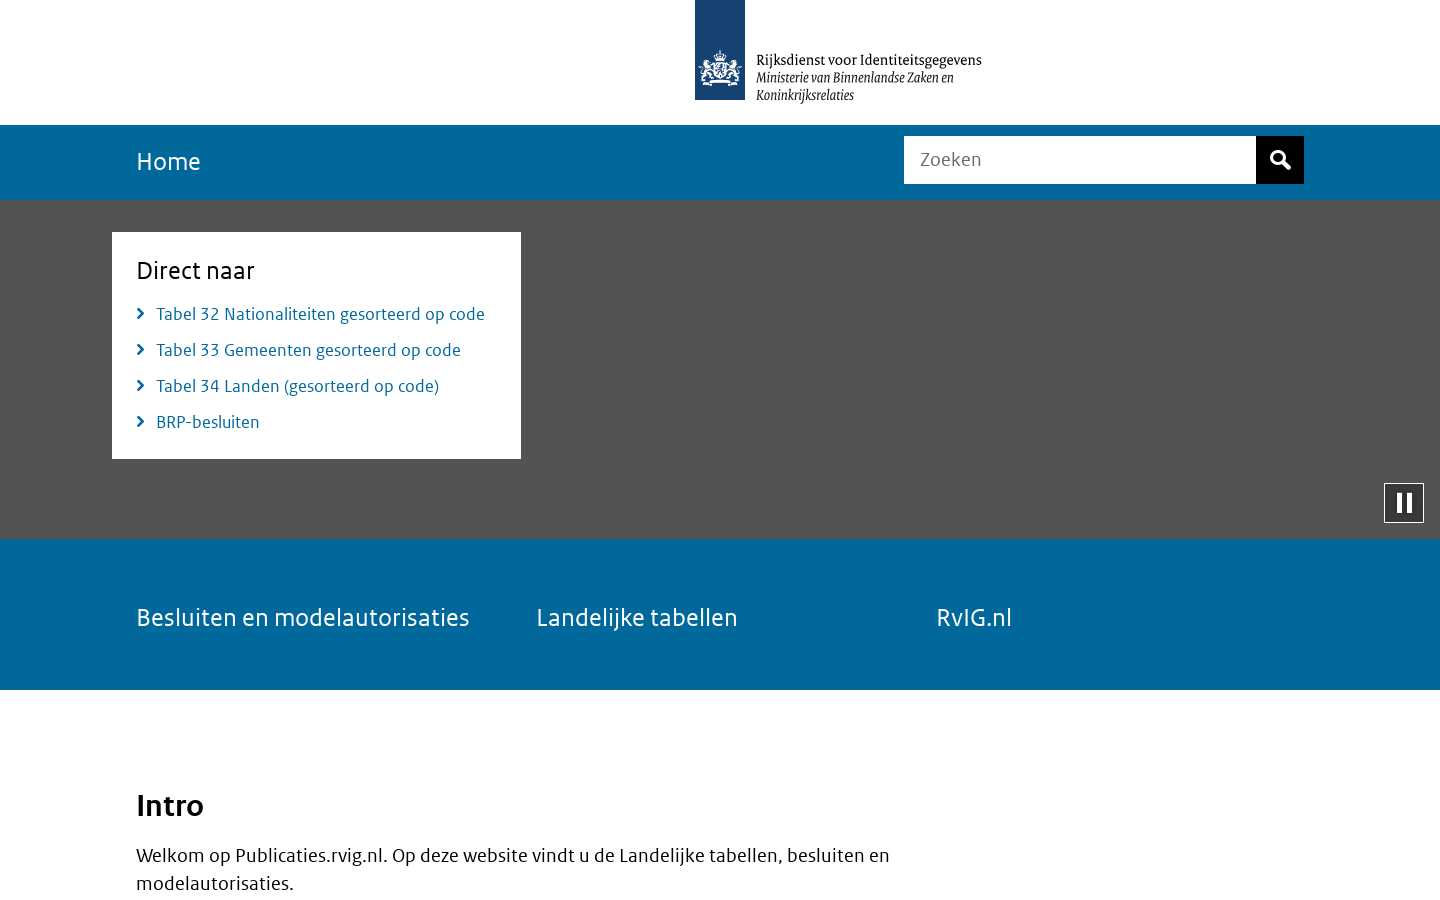 Rijksdienst voor Identiteitsgegevens
Ministerie van Binnenlandse Zaken en
Koninkrijksrelaties
Home
Zoeken
Direct naar
Tabel 32 Nationaliteiten gesorteerd op code
Tabel 33 Gemeenten gesorteerd op code
Tabel 34 Landen (gesorteerd op code)
BRP-besluiten
Besluiten en modelautorisaties
Landelijke tabellen
RvIG.nl
Intro
Welkom op Publicaties.rvig.nl. Op deze website vindt u de Landelijke tabellen, besluiten en
modelautorisaties.